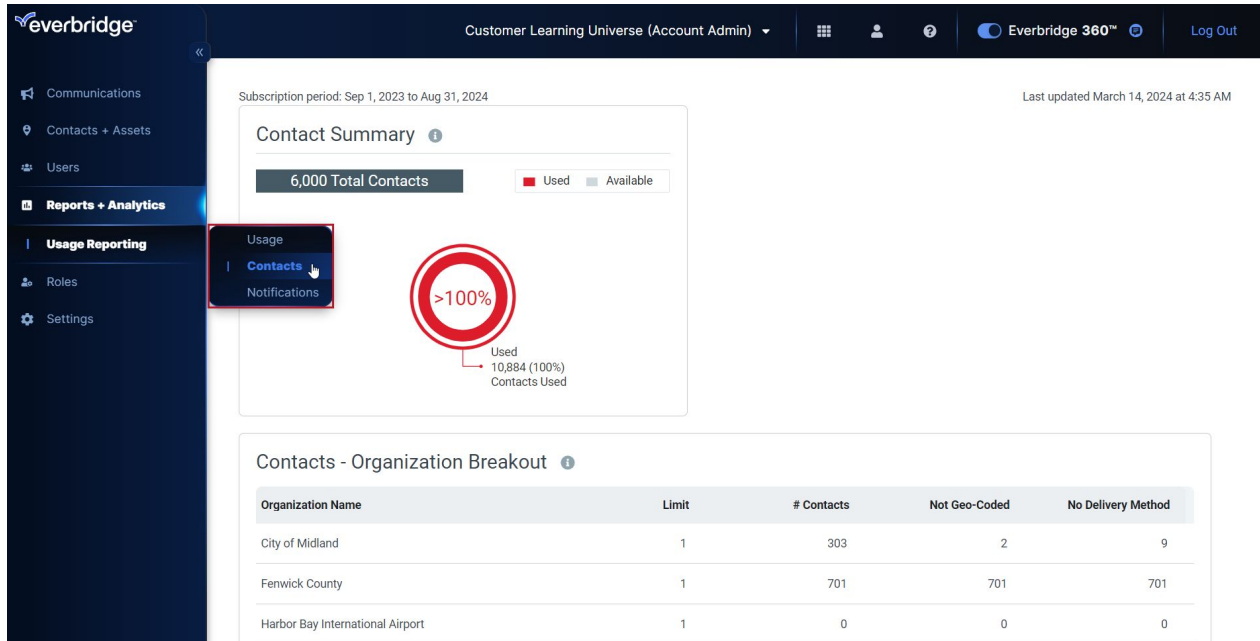 everbridge™
Customer Learning Universe (Account Admin)
Everbridge 360™
Log Out
Communications
Contacts + Assets
Users
Reports + Analytics
Usage Reporting
Roles
Settings
Usage
Contacts
Notifications
Subscription period: Sep 1, 2023 to Aug 31, 2024
Last updated March 14, 2024 at 4:35 AM
Contact Summary
6,000 Total Contacts
Used Available
>100%
Used
10,884 (100%)
Contacts Used
Contacts - Organization Breakout
Organization Name Limit # Contacts Not Geo-Coded No Delivery Method
City of Midland 1 303 2 9
Fenwick County 1 701 701 701
Harbor Bay International Airport 1 0 0 0